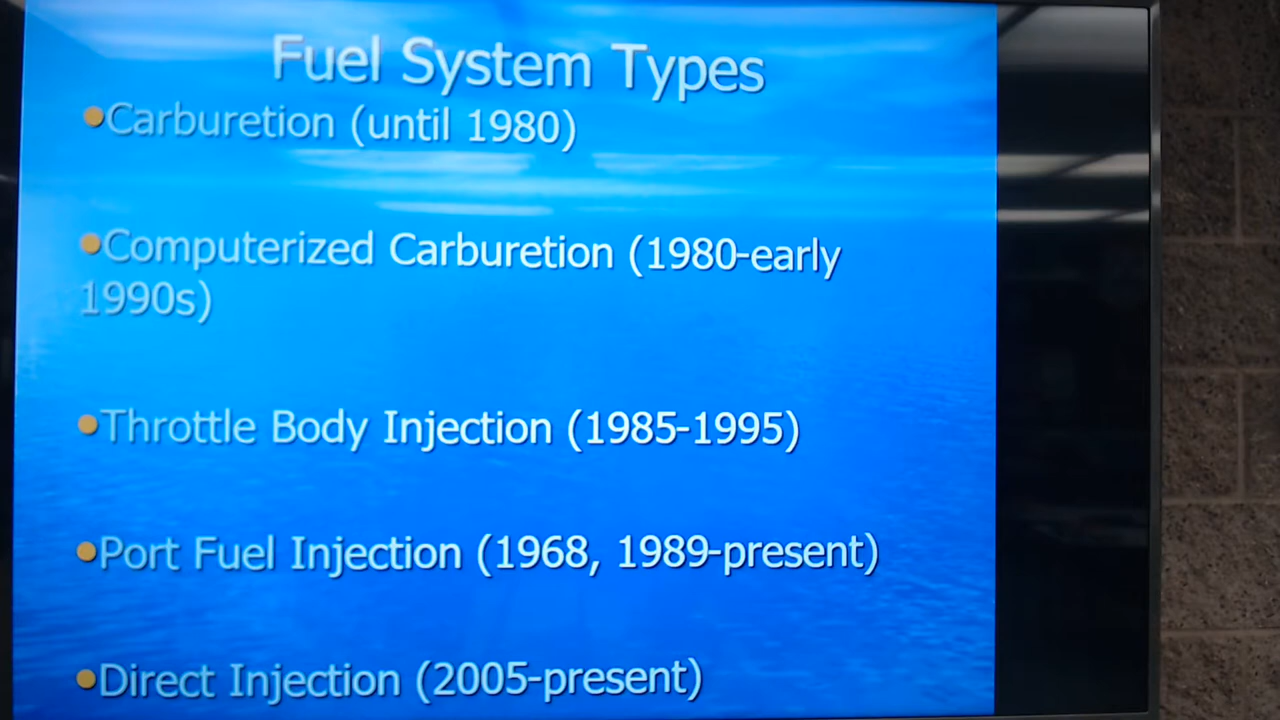 Fuel System Types
•Carburetion (until 1980)
•Computerized Carburetion (1980-early
1990s)
•Throttle Body Injection (1985-1995)
•Port Fuel Injection (1968, 1989-present)
•Direct Injection (2005-present)